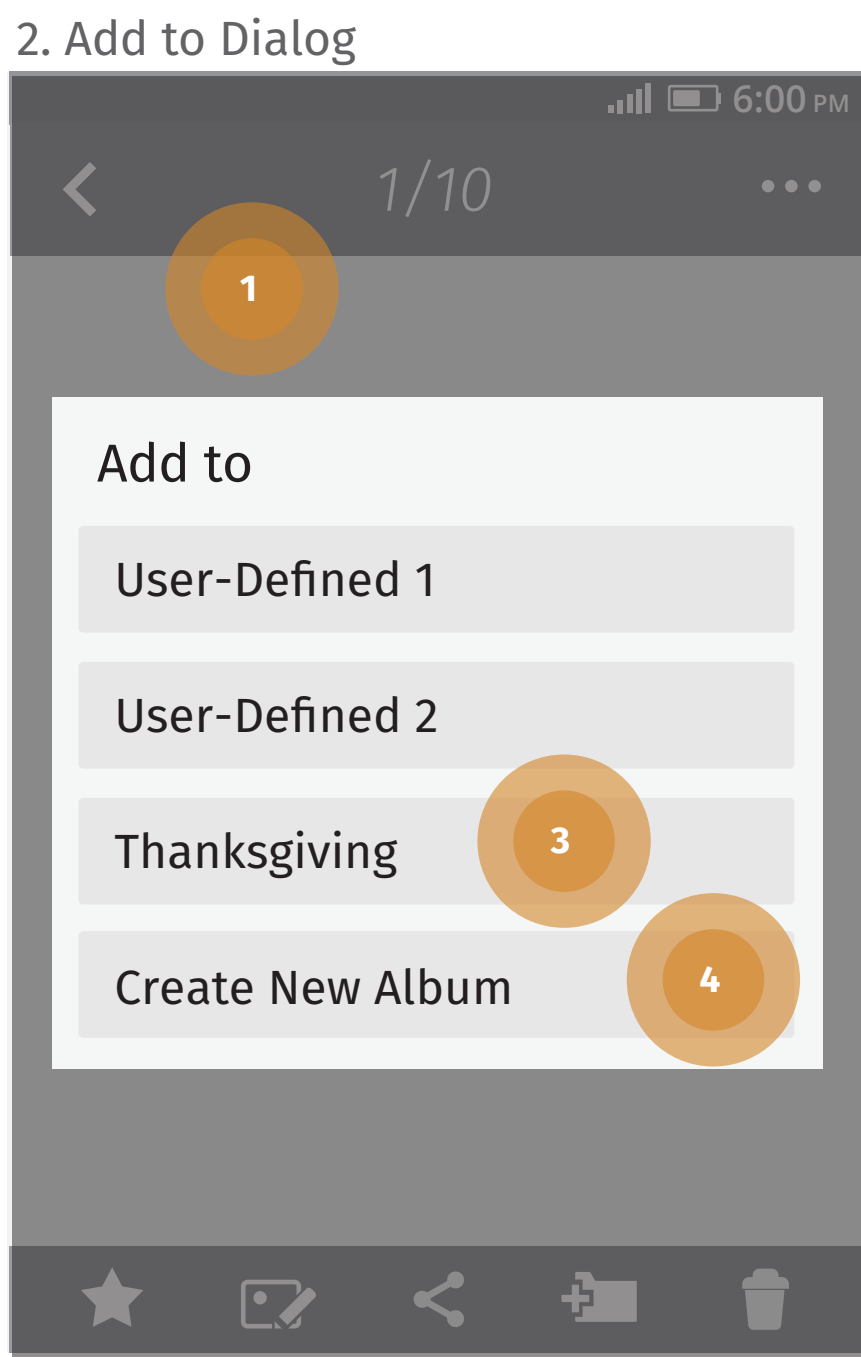 2. Add to Dialog
6:00 PM
1/10
1
Add to
User-Defined 1
User-Defined 2
Thanksgiving
3
Create New Album
4